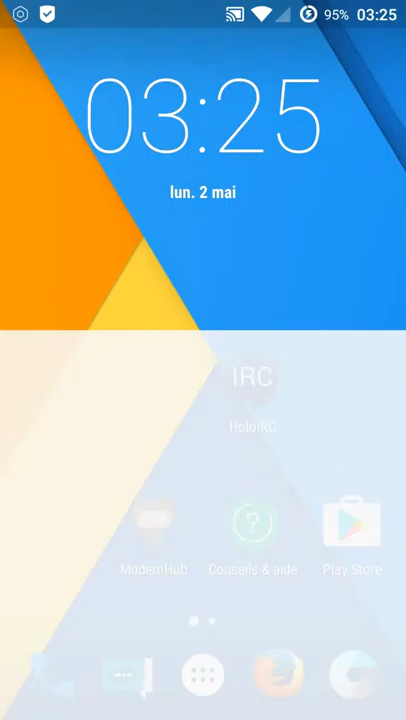 95% 03:25
03:25
lun. 2 mai
IRC
HoloIRC
ModernHub Conseils & aide Play Store